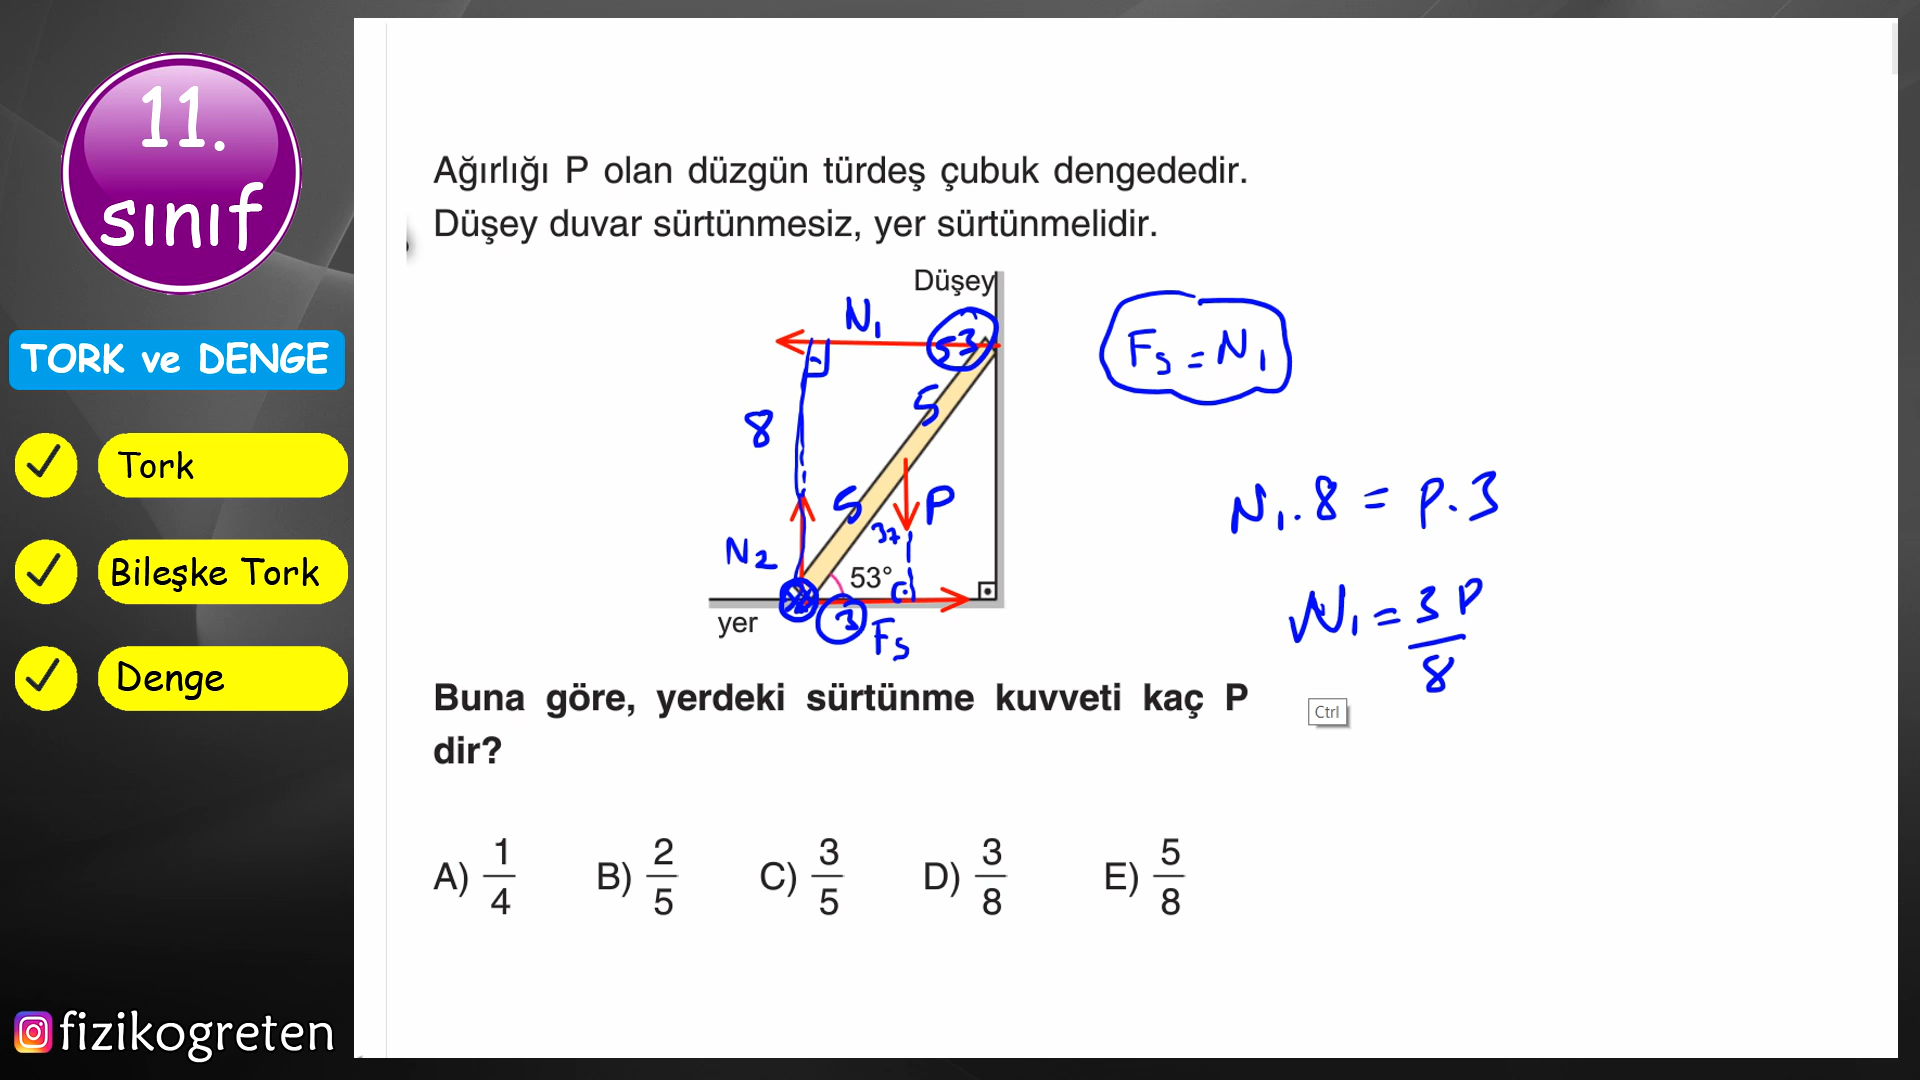 11.
sınıf
TORK ve DENGE
Tork
Bileşke Tork
Denge
fizikogreten
Ağırlığı P olan düzgün türdeş çubuk dengededir.
Düşey duvar sürtünmesiz, yer sürtünmelidir.
Düşey
N₁
53
5
8
5
P
37
N₂
53°
yer
3
Fs
Fs = N₁
N₁.8 = P.3
N₁ = 3P/8
Ctrl
Buna göre, yerdeki sürtünme kuvveti kaç P
dir?
A) 1/4 B) 2/5 C) 3/5 D) 3/8 E) 5/8